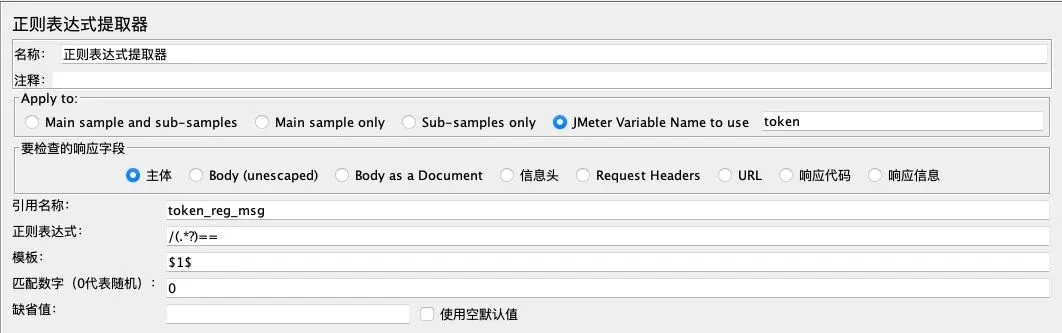 正则表达式提取器
名称： 正则表达式提取器
注释：
Apply to:
Main sample and sub-samples Main sample only Sub-samples only JMeter Variable Name to use token
要检查的响应字段
主体 Body (unescaped) Body as a Document 信息头 Request Headers URL 响应代码 响应信息
引用名称： token_reg_msg
正则表达式： /(.*?)==
模板： $1$
匹配数字（0代表随机）： 0
缺省值： 使用空默认值